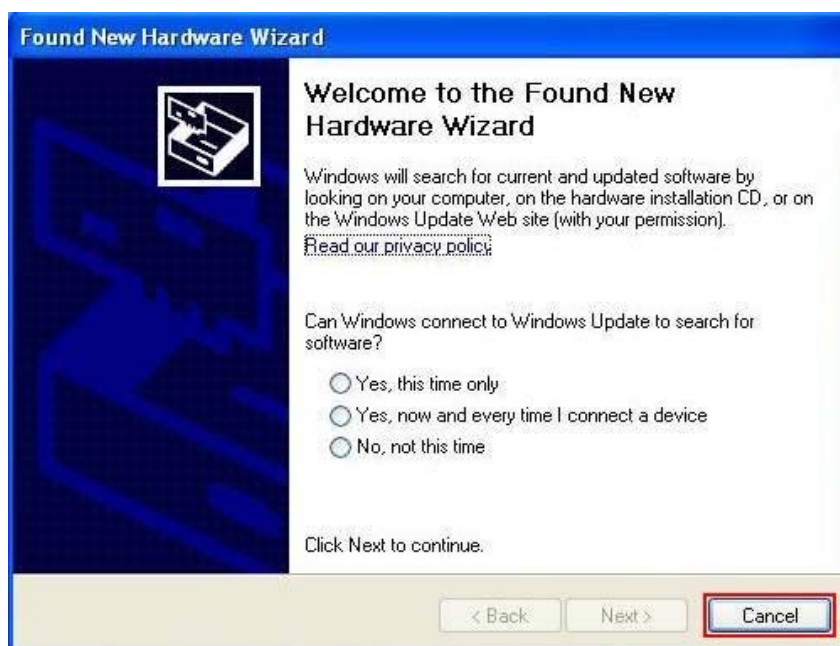 Found New Hardware Wizard
Welcome to the Found New
Hardware Wizard
Windows will search for current and updated software by
looking on your computer, on the hardware installation CD, or on
the Windows Update Web site (with your permission).
Read our privacy policy
Can Windows connect to Windows Update to search for
software?
Yes, this time only
Yes, now and every time I connect a device
No, not this time
Click Next to continue.
< Back Next > Cancel